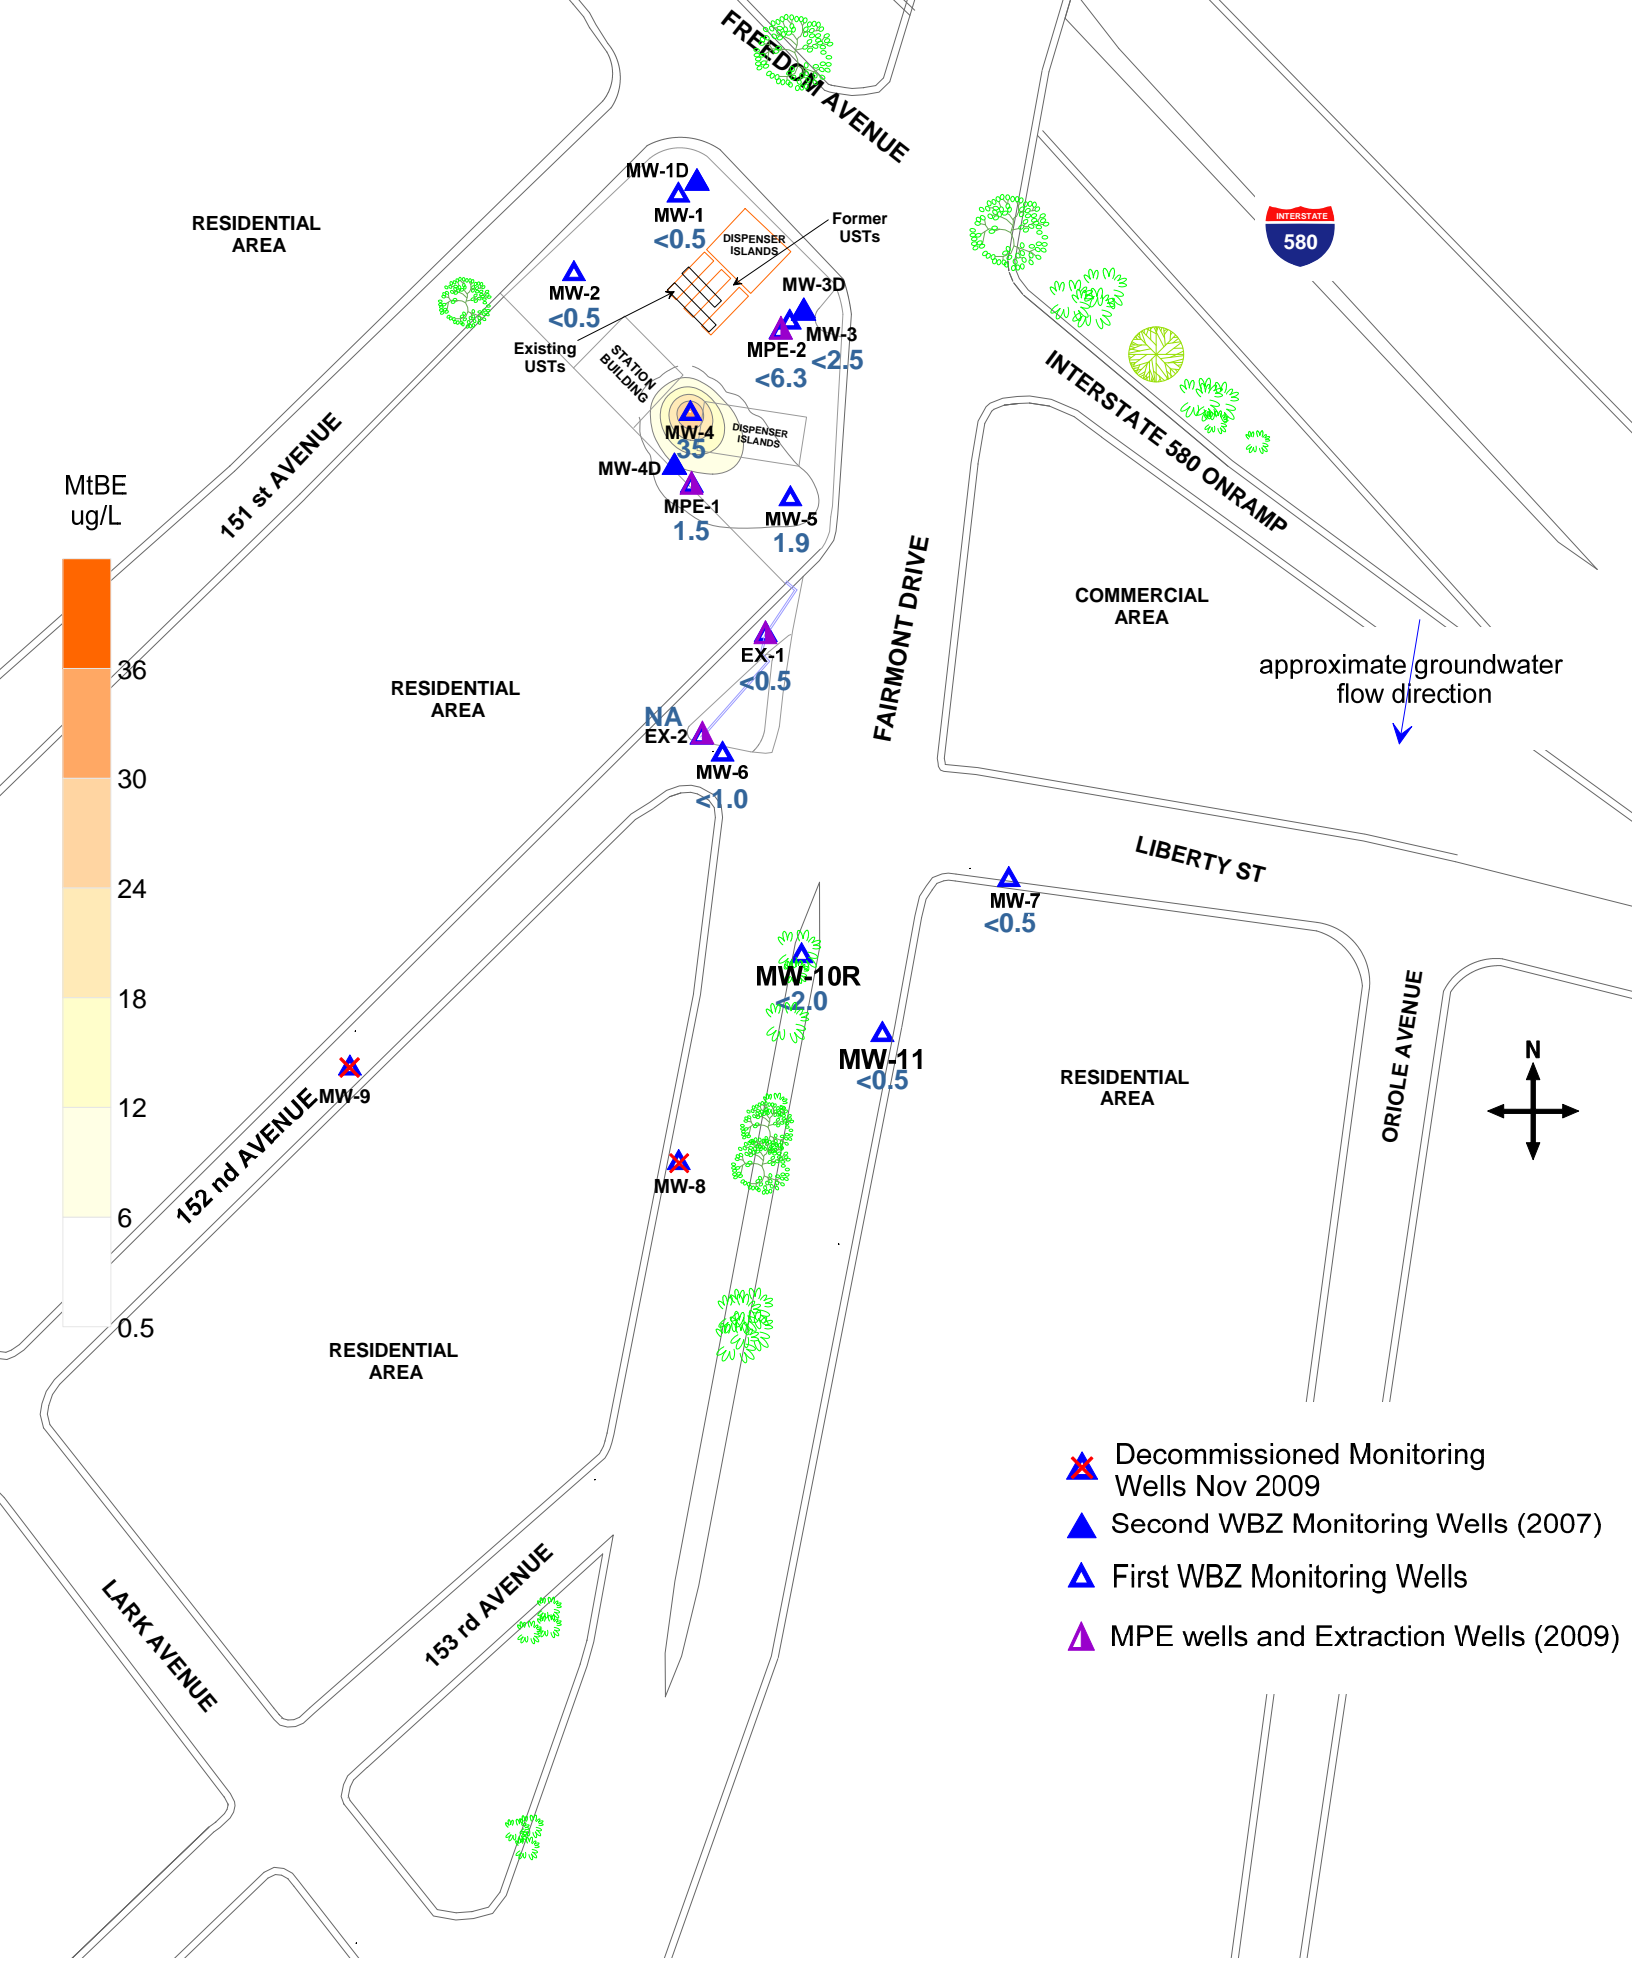 FREEDOM AVENUE
MW-1D
MW-1
<0.5
Former
USTs
DISPENSER
ISLANDS
RESIDENTIAL
AREA
INTERSTATE
580
MW-2
<0.5
MW-3D
MW-3
<2.5
MPE-2
<6.3
Existing
USTs
STATION
BUILDING
INTERSTATE 580 ONRAMP
MW-4
35
DISPENSER
ISLANDS
MW-4D
MPE-1
1.5
MW-5
1.9
151 st AVENUE
MtBE
ug/L
36
30
24
18
12
6
0.5
FAIRMONT DRIVE
COMMERCIAL
AREA
EX-1
<0.5
approximate groundwater
flow direction
RESIDENTIAL
AREA
NA
EX-2
MW-6
<1.0
LIBERTY ST
MW-7
<0.5
MW-10R
<2.0
MW-11
<0.5
ORIOLE AVENUE
N
RESIDENTIAL
AREA
MW-9
152 nd AVENUE
MW-8
RESIDENTIAL
AREA
Decommissioned Monitoring
Wells Nov 2009
Second WBZ Monitoring Wells (2007)
First WBZ Monitoring Wells
MPE wells and Extraction Wells (2009)
153 rd AVENUE
LARK AVENUE